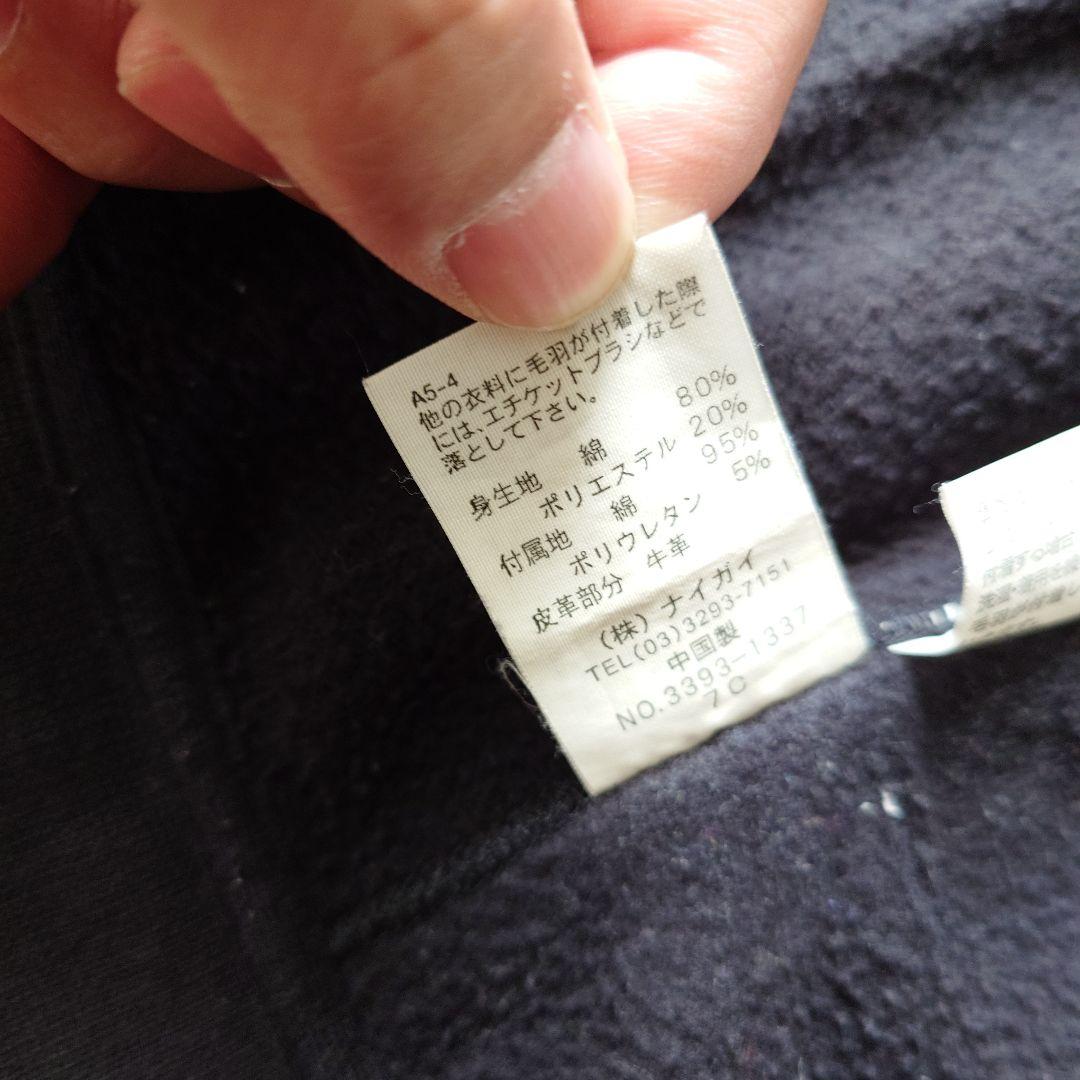 A5-4
他の衣料に毛羽が付着した際
には、エチケットブラシなどで
落として下さい。
身生地 綿 80%
ポリエステル 20%
付属地 綿 95%
ポリウレタン 5%
皮革部分 牛革
(株)ナイガイ
TEL(03)3293-7151
中国製
NO.3393-1337
7C